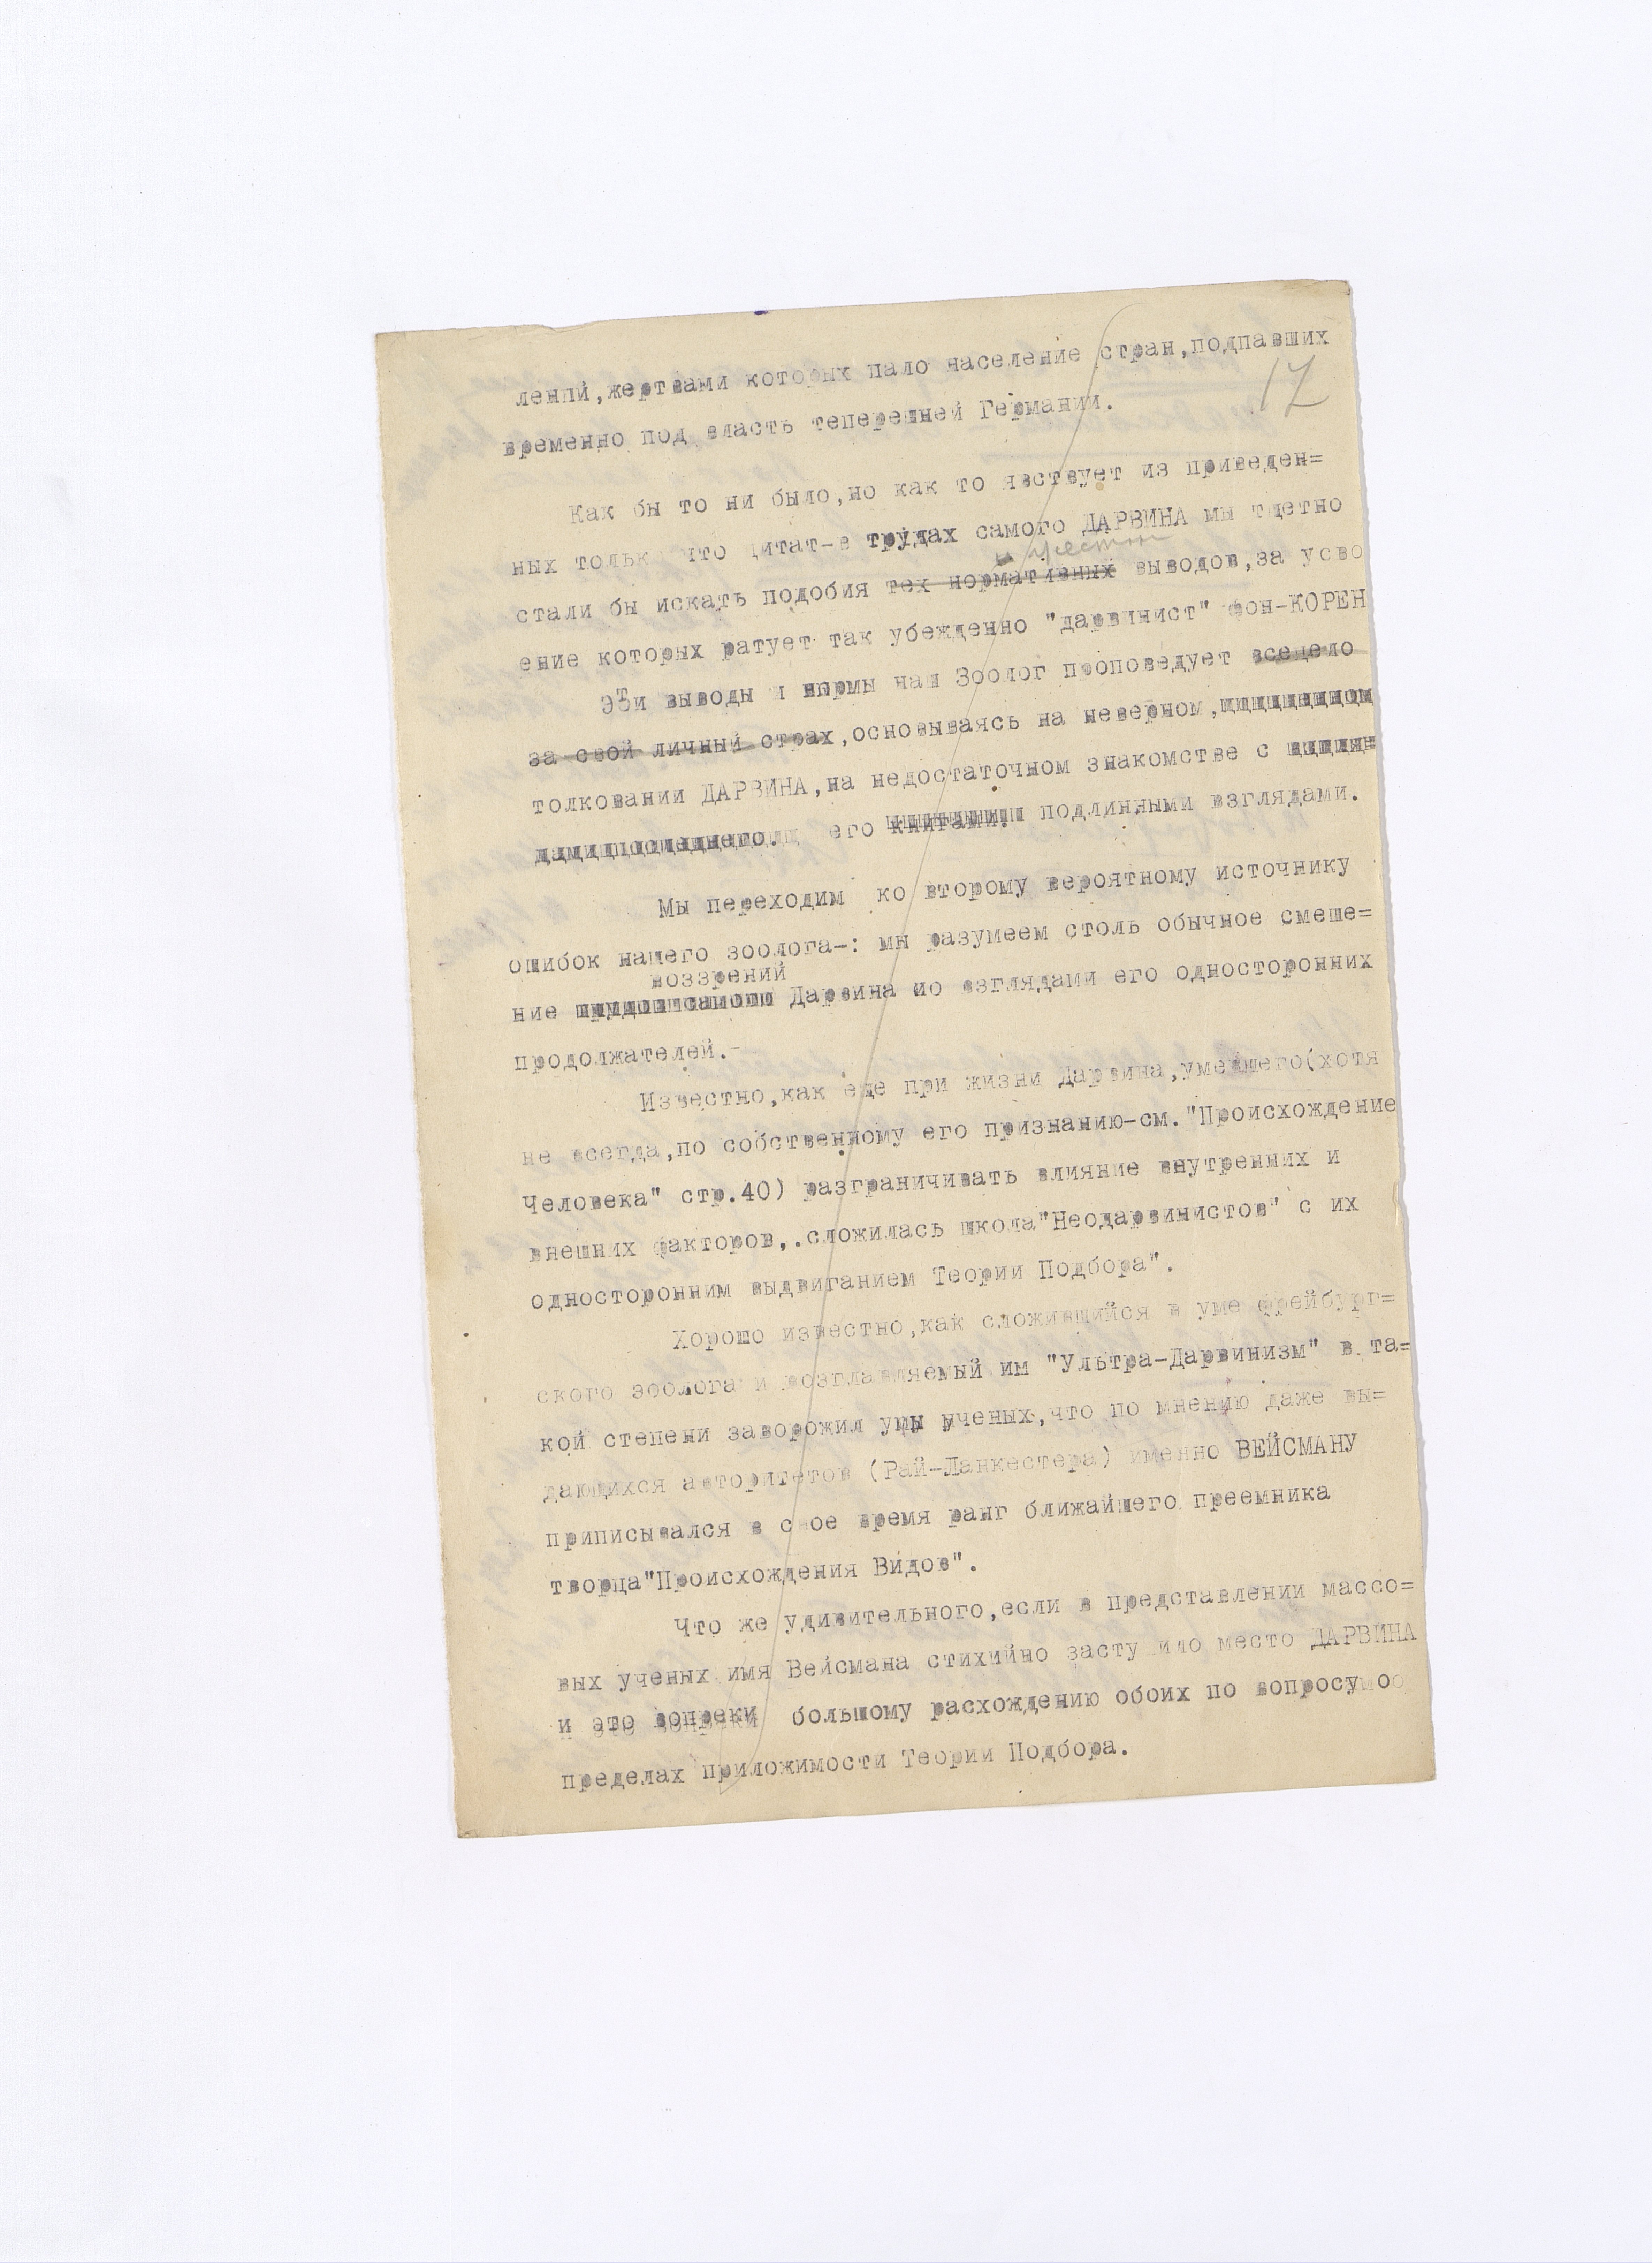 лений,жертвами которых пало население стран,подпавших
17
временно под власть теперешней Германии.
Как бы то ни было,но как то явствует из приведен=
ных только что цитат-в трудах самого ДАРВИНА мы тщетно
стали бы искать подобия тех нормативных выводов,за усво
ение которых ратует так убежденно "дарвинист" фон-КОРЕН
Эти выводы и нормы наш Зоолог проповедует всецело
за свой личный страх,основываясь на неверном,
толковании ДАРВИНА,на недостаточном знакомстве с
его книгами. подлинными взглядами.
Мы переходим ко второму вероятному источнику
ошибок нашего зоолога-: мы разумеем столь обычное смеше=
воззрений
ние Дарвина со взглядами его односторонних
продолжателей.-
Известно,как еще при жизни Дарвина,умевшего(хотя
не всегда,по собственному его признанию-см."Происхождение
Человека" стр.40) разграничивать влияние внутренних и
внешних факторов,.сложилась школа"Неодарвинистов" с их
односторонним выдвиганием Теории Подбора".
Хорошо известно,как сложившийся в уме фрейбург=
ского зоолога и возглавляемый им "Ультра-Дарвинизм" в та=
кой степени заворожил умы ученых,что по мнению даже вы=
дающихся авторитетов (Рай-Ланкестера) именно ВЕЙСМАНУ
приписывался в свое время ранг ближайшего преемника
творца"Происхождения Видов".
Что же удивительного,если в представлении массо=
вых ученых имя Вейсмана стихийно засту ило место ДАРВИНА
и это вопреки большому расхождению обоих по вопросу о
пределах приложимости Теории Подбора.